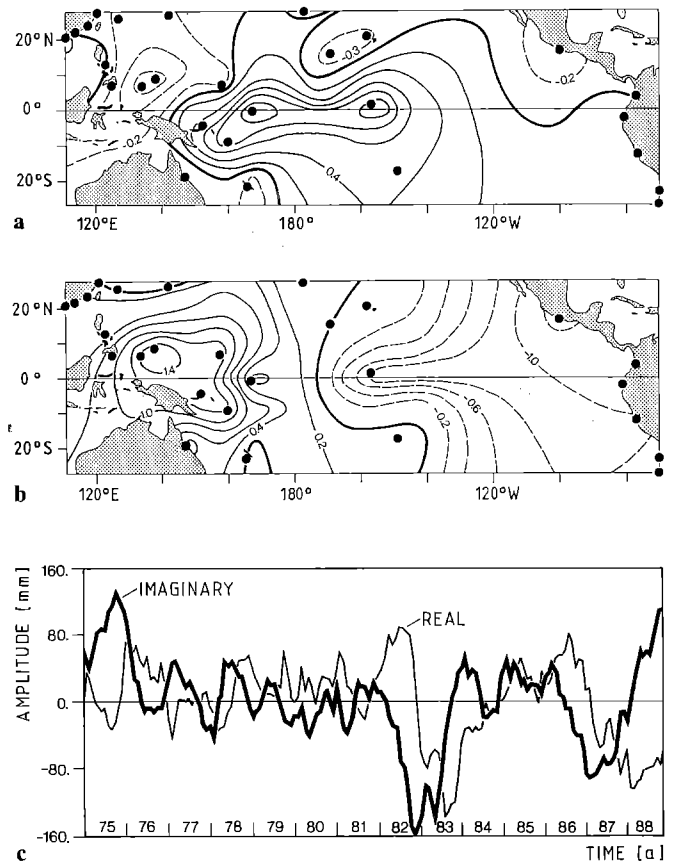 20°N
0°
20°S
-0.3
-0.2
-0.2
0.4
a
120°E 180° 120°W
20°N
0°
20°S
1.4
1.0
0.4
0.2
-0.2
-0.6
-1.0
b
120°E 180° 120°W
160.
80.
0.
-80.
-160.
AMPLITUDE [mm]
IMAGINARY
REAL
75 76 77 78 79 80 81 82 83 84 85 86 87 88
c
TIME [a]